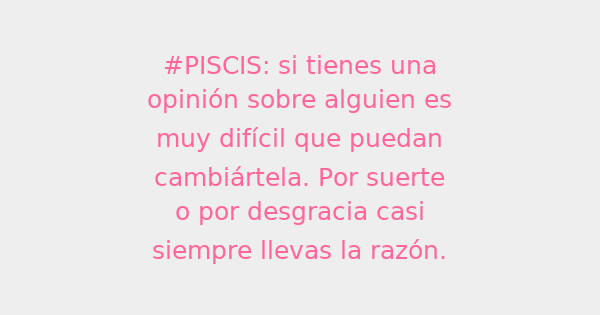 #PISCIS: si tienes una
opinión sobre alguien es
muy difícil que puedan
cambiártela. Por suerte
o por desgracia casi
siempre llevas la razón.